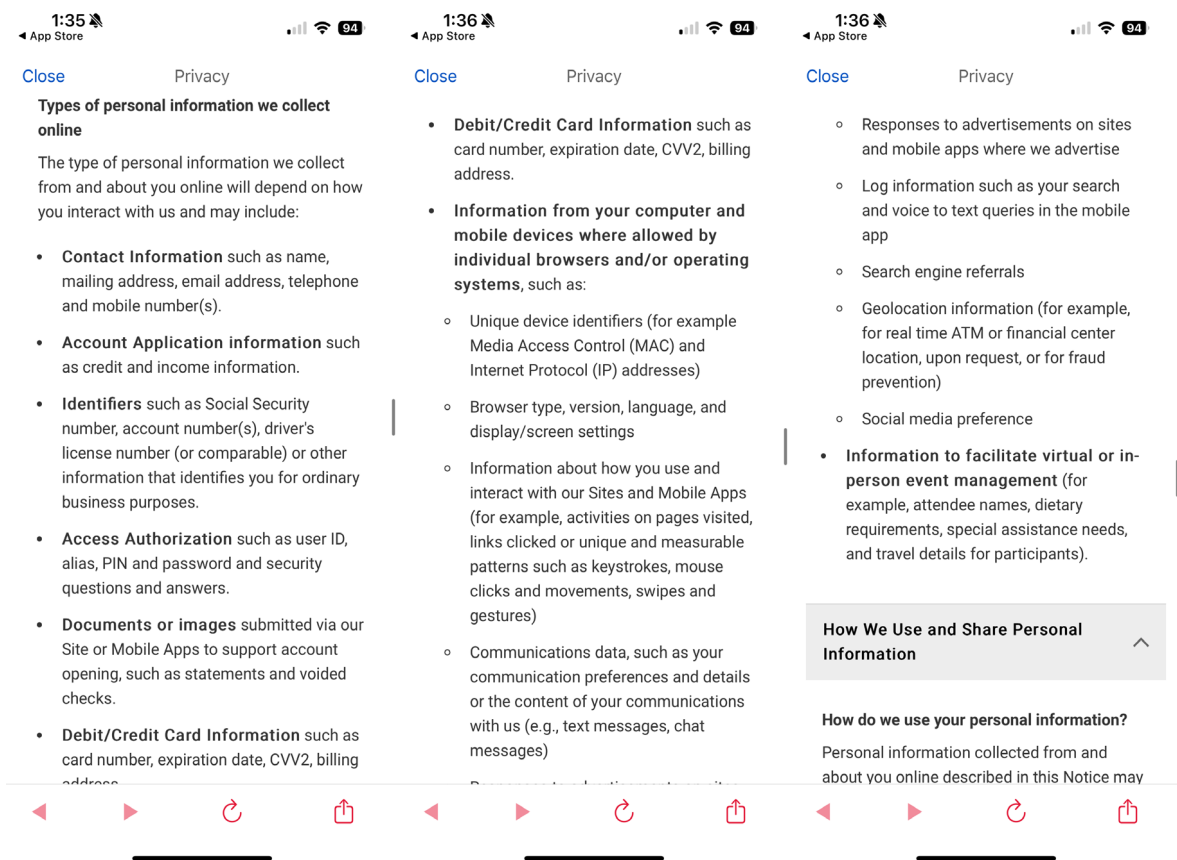 1:35
94
◀ App Store
Close
Privacy
Types of personal information we collect
online
The type of personal information we collect
from and about you online will depend on how
you interact with us and may include:
• Contact Information such as name,
mailing address, email address, telephone
and mobile number(s).
• Account Application information such
as credit and income information.
• Identifiers such as Social Security
number, account number(s), driver's
license number (or comparable) or other
information that identifies you for ordinary
business purposes.
• Access Authorization such as user ID,
alias, PIN and password and security
questions and answers.
• Documents or images submitted via our
Site or Mobile Apps to support account
opening, such as statements and voided
checks.
• Debit/Credit Card Information such as
card number, expiration date, CVV2, billing
address.
1:36
94
◀ App Store
Close
Privacy
• Debit/Credit Card Information such as
card number, expiration date, CVV2, billing
address.
• Information from your computer and
mobile devices where allowed by
individual browsers and/or operating
systems, such as:
○ Unique device identifiers (for example
Media Access Control (MAC) and
Internet Protocol (IP) addresses)
○ Browser type, version, language, and
display/screen settings
○ Information about how you use and
interact with our Sites and Mobile Apps
(for example, activities on pages visited,
links clicked or unique and measurable
patterns such as keystrokes, mouse
clicks and movements, swipes and
gestures)
○ Communications data, such as your
communication preferences and details
or the content of your communications
with us (e.g., text messages, chat
messages)
1:36
94
◀ App Store
Close
Privacy
○ Responses to advertisements on sites
and mobile apps where we advertise
○ Log information such as your search
and voice to text queries in the mobile
app
○ Search engine referrals
○ Geolocation information (for example,
for real time ATM or financial center
location, upon request, or for fraud
prevention)
○ Social media preference
• Information to facilitate virtual or in-
person event management (for
example, attendee names, dietary
requirements, special assistance needs,
and travel details for participants).
How We Use and Share Personal
Information
How do we use your personal information?
Personal information collected from and
about you online described in this Notice may